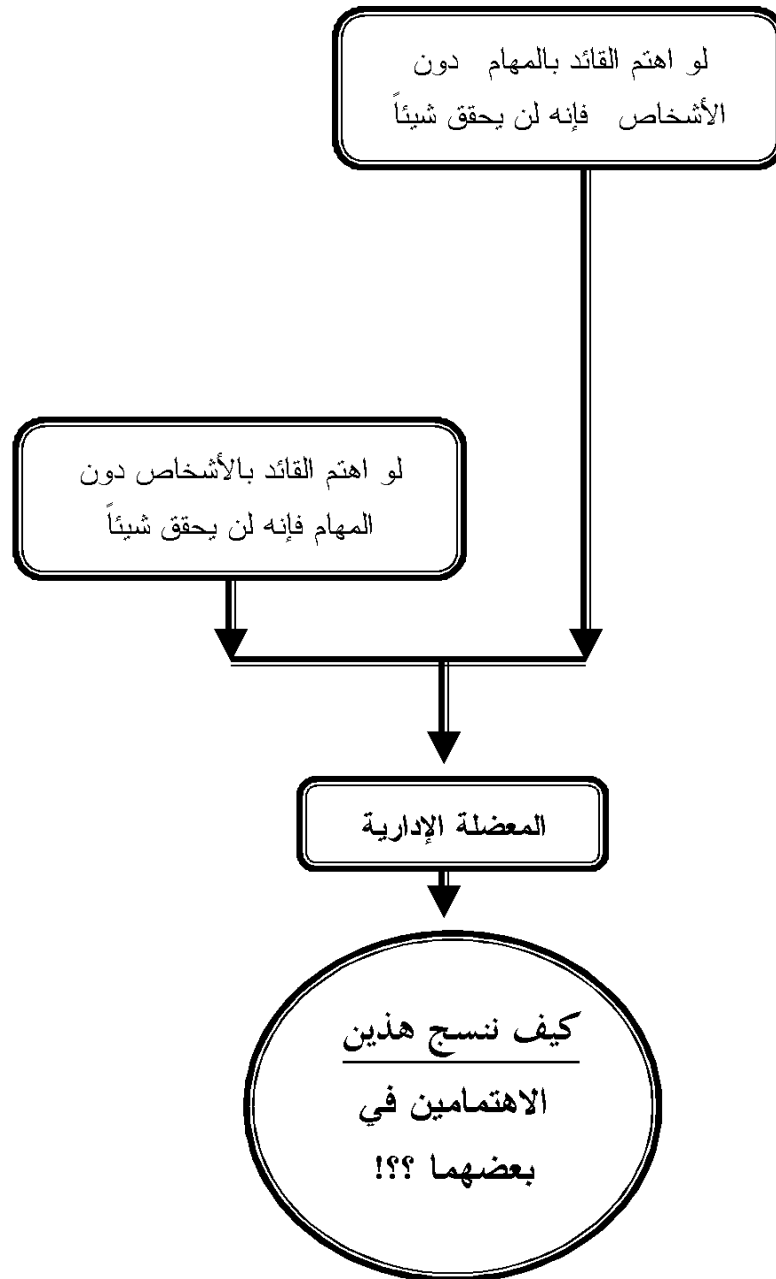 لو اهتم القائد بالمهام دون
الأشخاص فإنه لن يحقق شيئاً
لو اهتم القائد بالأشخاص دون
المهام فإنه لن يحقق شيئاً
المعضلة الإدارية
كيف ننسج هذين
الاهتمامين في
بعضهما ؟؟!